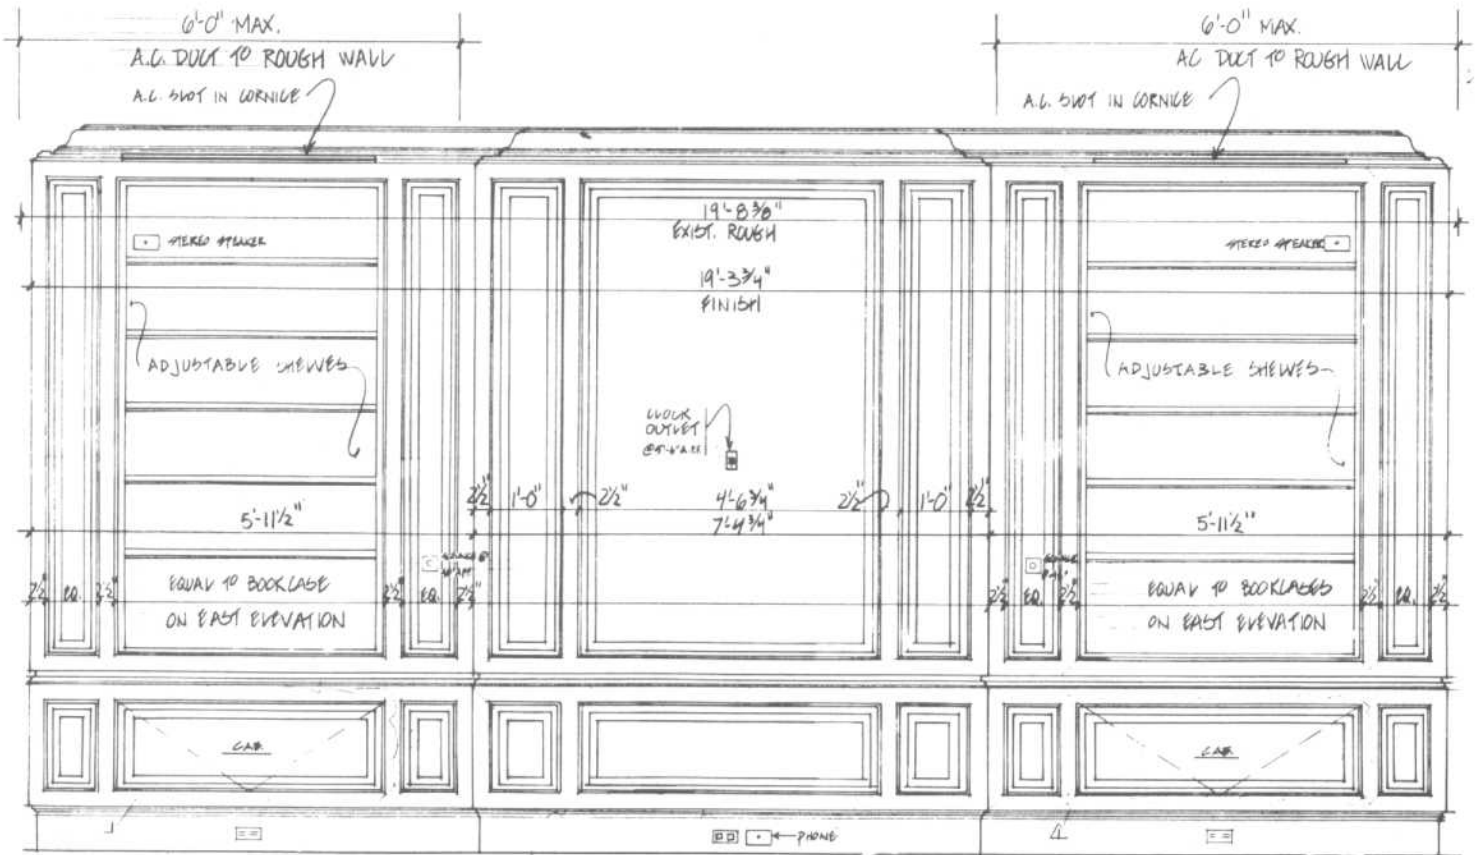 6'-0" MAX.
A.C. DUCT TO ROUGH WALL
A.C. SLOT IN CORNICE
6'-0" MAX.
AC DUCT TO ROUGH WALL
A.C. SLOT IN CORNICE
19'-8 3/8"
EXIST. ROUGH
STEREO SPEAKER
STEREO SPEAKER
19'-3 3/4"
FINISH
ADJUSTABLE SHELVES
ADJUSTABLE SHELVES
CLOCK
OUTLET
2 1/2" 1'-0" 2 1/2" 4'-6 3/4" 2 1/2" 1'-0" 2 1/2"
5'-11 1/2" 7'-4 3/4" 5'-11 1/2"
EQUAL TO BOOKCASE
ON EAST ELEVATION
EQUAL TO BOOKCASES
ON EAST ELEVATION
2 1/2" EQ. 2 1/2" 2 1/2" EQ. 2 1/2" 2 1/2" EQ. 2 1/2" 2 1/2" EQ. 2 1/2"
CAB.
CAB.
PHONE